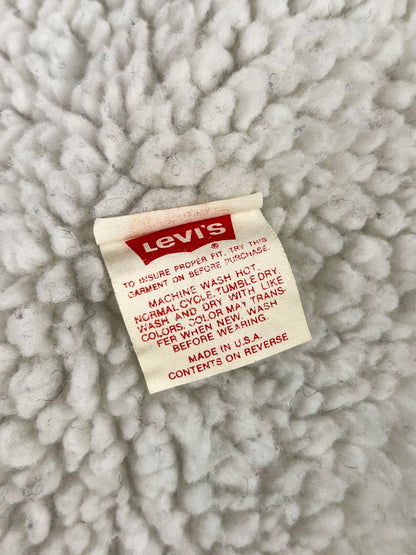 Levi's ®
TO INSURE PROPER FIT, TRY THIS
GARMENT ON BEFORE PURCHASE.
MACHINE WASH HOT,
NORMAL CYCLE, TUMBLE DRY,
WASH AND DRY WITH LIKE
COLORS, COLOR MAY TRANS-
FER WHEN NEW, WASH
BEFORE WEARING.
MADE IN U.S.A.
CONTENTS ON REVERSE